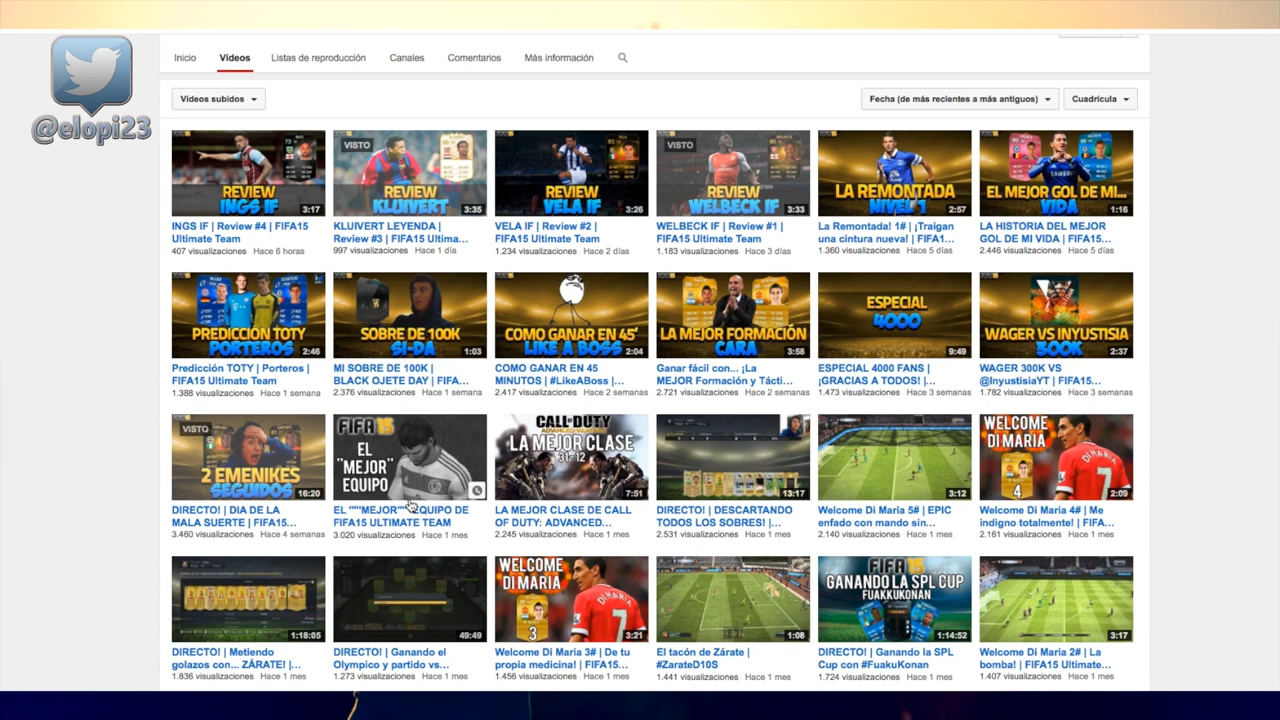 @elopi23
Inicio
Vídeos
Listas de reproducción
Canales
Comentarios
Más información
Vídeos subidos
Fecha (de más recientes a más antiguos)
Cuadrícula
REVIEW
INGS IF
3:17
VISTO
REVIEW
KLUIVERT
3:35
REVIEW
VELA IF
3:26
VISTO
REVIEW
WELBECK IF
3:33
LA REMONTADA
NIVEL 1
2:57
EL MEJOR GOL DE MI...
VIDA
1:16
INGS IF | Review #4 | FIFA15
Ultimate Team
407 visualizaciones Hace 6 horas
KLUIVERT LEYENDA |
Review #3 | FIFA15 Ultima...
997 visualizaciones Hace 1 día
VELA IF | Review #2 |
FIFA15 Ultimate Team
1.234 visualizaciones Hace 2 días
WELBECK IF | Review #1 |
FIFA15 Ultimate Team
1.183 visualizaciones Hace 3 días
La Remontada! 1# | ¡Traigan
una cintura nueva! | FIFA1...
1.360 visualizaciones Hace 5 días
LA HISTORIA DEL MEJOR
GOL DE MI VIDA | FIFA15...
2.446 visualizaciones Hace 5 días
PREDICCIÓN TOTY
PORTEROS
2:46
SOBRE DE 100K
SI-DA
1:03
COMO GANAR EN 45'
LIKE A BOSS
2:04
LA MEJOR FORMACIÓN
CARA
3:58
ESPECIAL
4000
9:49
WAGER VS INYUSTISIA
300K
2:37
Predicción TOTY | Porteros |
FIFA15 Ultimate Team
1.388 visualizaciones Hace 1 semana
MI SOBRE DE 100K |
BLACK OJETE DAY | FIFA...
2.376 visualizaciones Hace 1 semana
COMO GANAR EN 45
MINUTOS | #LikeABoss |...
2.417 visualizaciones Hace 2 semanas
Ganar fácil con... ¡La
MEJOR Formación y Tácti...
2.721 visualizaciones Hace 2 semanas
ESPECIAL 4000 FANS |
¡GRACIAS A TODOS! |...
1.473 visualizaciones Hace 3 semanas
WAGER 300K VS
@InyustisiaYT | FIFA15...
1.782 visualizaciones Hace 3 semanas
VISTO
2 EMENIKES
SEGUIDOS
16:20
FIFA 15
EL
"MEJOR"
EQUIPO
CALL OF DUTY
ADVANCED WARFARE
LA MEJOR CLASE
31-12
7:51
13:17
3:12
WELCOME
DI MARIA
4
7
2:09
DIRECTO! | DIA DE LA
MALA SUERTE | FIFA15...
3.460 visualizaciones Hace 4 semanas
EL """MEJOR""" EQUIPO DE
FIFA15 ULTIMATE TEAM
3.020 visualizaciones Hace 1 mes
LA MEJOR CLASE DE CALL
OF DUTY: ADVANCED...
2.245 visualizaciones Hace 1 mes
DIRECTO! | DESCARTANDO
TODOS LOS SOBRES! |...
2.531 visualizaciones Hace 1 mes
Welcome Di Maria 5# | EPIC
enfado con mando sin...
2.140 visualizaciones Hace 1 mes
Welcome Di Maria 4# | Me
indigno totalmente! | FIFA...
2.161 visualizaciones Hace 1 mes
1:18:05
49:49
WELCOME
DI MARIA
3
DI MARIA
7
3:21
1:08
FIFA 15
GANANDO LA SPL CUP
FUAKKUKONAN
1:14:52
3:17
DIRECTO! | Metiendo
golazos con... ZÁRATE! |...
1.836 visualizaciones Hace 1 mes
DIRECTO! | Ganando el
Olympico y partido vs...
1.273 visualizaciones Hace 1 mes
Welcome Di Maria 3# | De tu
propia medicina! | FIFA15...
1.456 visualizaciones Hace 1 mes
El tacón de Zárate |
#ZarateD10S
1.441 visualizaciones Hace 1 mes
DIRECTO! | Ganando la SPL
Cup con #FuakuKonan
1.724 visualizaciones Hace 1 mes
Welcome Di Maria 2# | La
bomba! | FIFA15 Ultimate...
1.407 visualizaciones Hace 1 mes